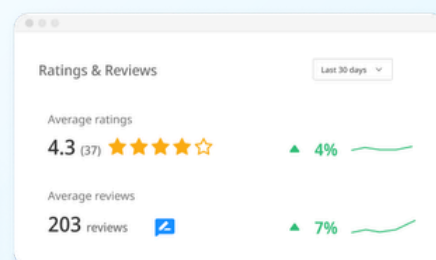 Ratings & Reviews
Last 30 days
Average ratings
4.3 (37)
4%
Average reviews
203 reviews
7%